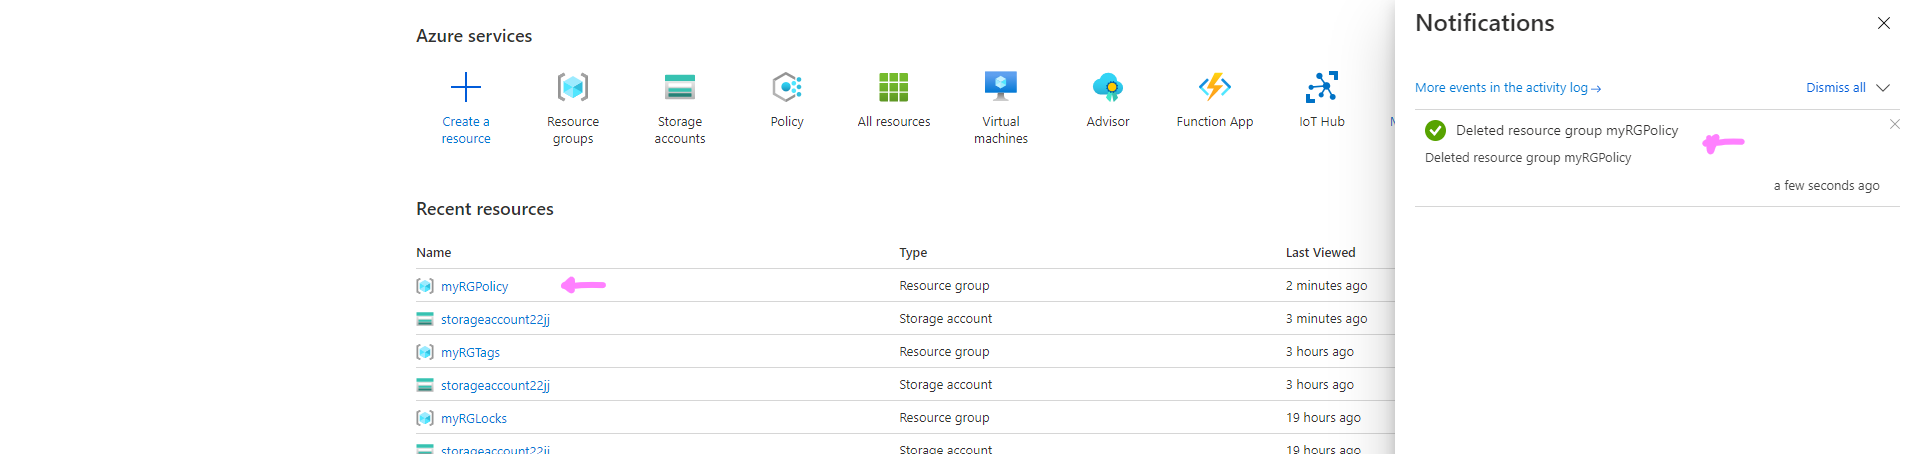 Azure services
Create a resource
Resource groups
Storage accounts
Policy
All resources
Virtual machines
Advisor
Function App
IoT Hub
Recent resources
Name Type Last Viewed
myRGPolicy Resource group 2 minutes ago
storageaccount22jj Storage account 3 minutes ago
myRGTags Resource group 3 hours ago
storageaccount22jj Storage account 3 hours ago
myRGLocks Resource group 19 hours ago
storageaccount22jj Storage account 19 hours ago
Notifications
More events in the activity log →
Dismiss all
Deleted resource group myRGPolicy
Deleted resource group myRGPolicy
a few seconds ago